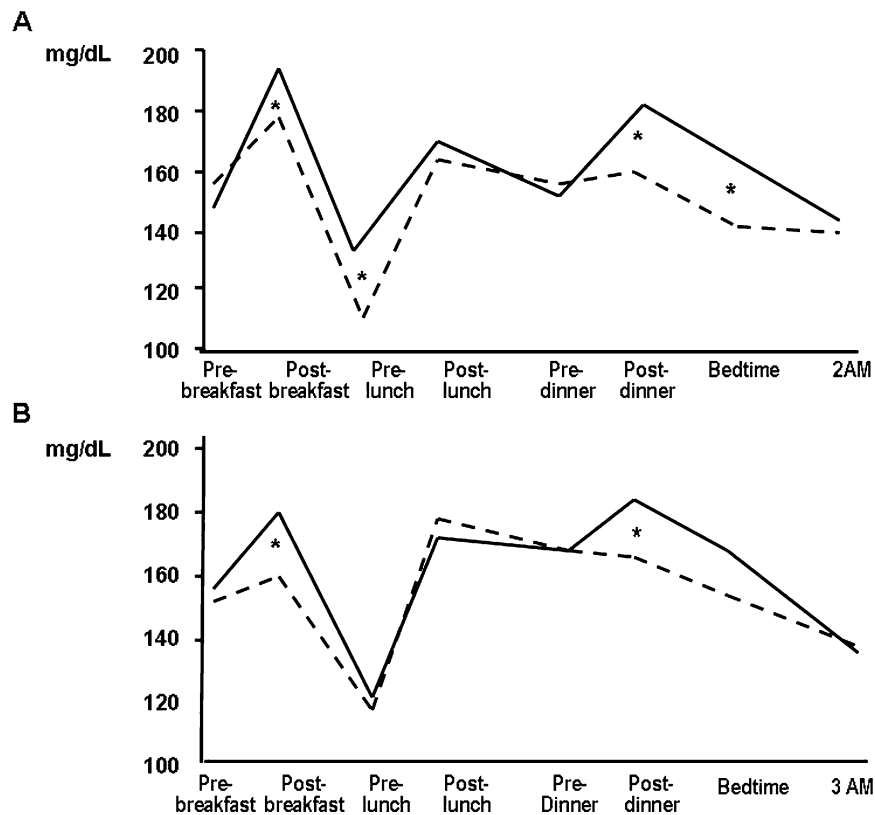 A
mg/dL
200
180
160
140
120
100
*
*
*
*
Pre-
breakfast
Post-
breakfast
Pre-
lunch
Post-
lunch
Pre-
dinner
Post-
dinner
Bedtime
2AM
B
mg/dL
200
180
160
140
120
100
*
*
Pre-
breakfast
Post-
breakfast
Pre-
lunch
Post-
lunch
Pre-
Dinner
Post-
dinner
Bedtime
3 AM